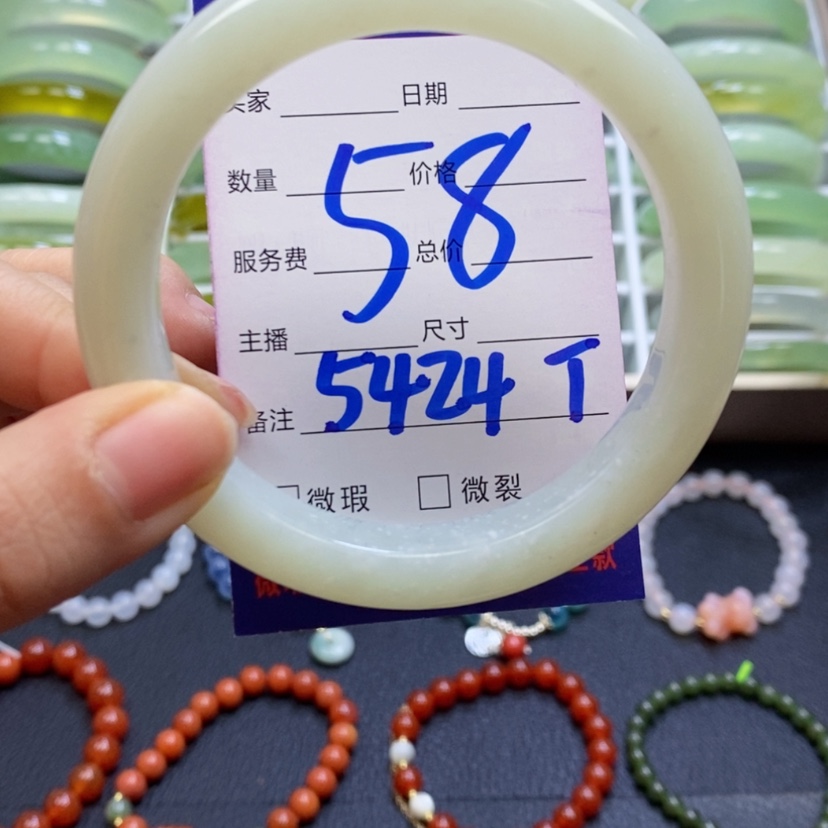 家 日期
数量 价格
58
服务费 总价
主播 尺寸
备注 5424 T
微瑕 微裂
款